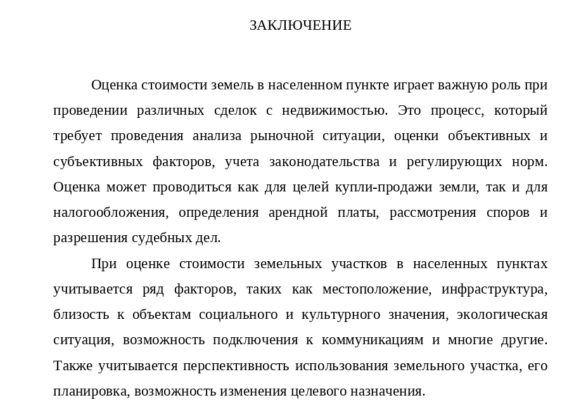 ЗАКЛЮЧЕНИЕ
Оценка стоимости земель в населенном пункте играет важную роль при
проведении различных сделок с недвижимостью. Это процесс, который
требует проведения анализа рыночной ситуации, оценки объективных и
субъективных факторов, учета законодательства и регулирующих норм.
Оценка может проводиться как для целей купли-продажи земли, так и для
налогообложения, определения арендной платы, рассмотрения споров и
разрешения судебных дел.
При оценке стоимости земельных участков в населенных пунктах
учитывается ряд факторов, таких как местоположение, инфраструктура,
близость к объектам социального и культурного значения, экологическая
ситуация, возможность подключения к коммуникациям и многие другие.
Также учитывается перспективность использования земельного участка, его
планировка, возможность изменения целевого назначения.